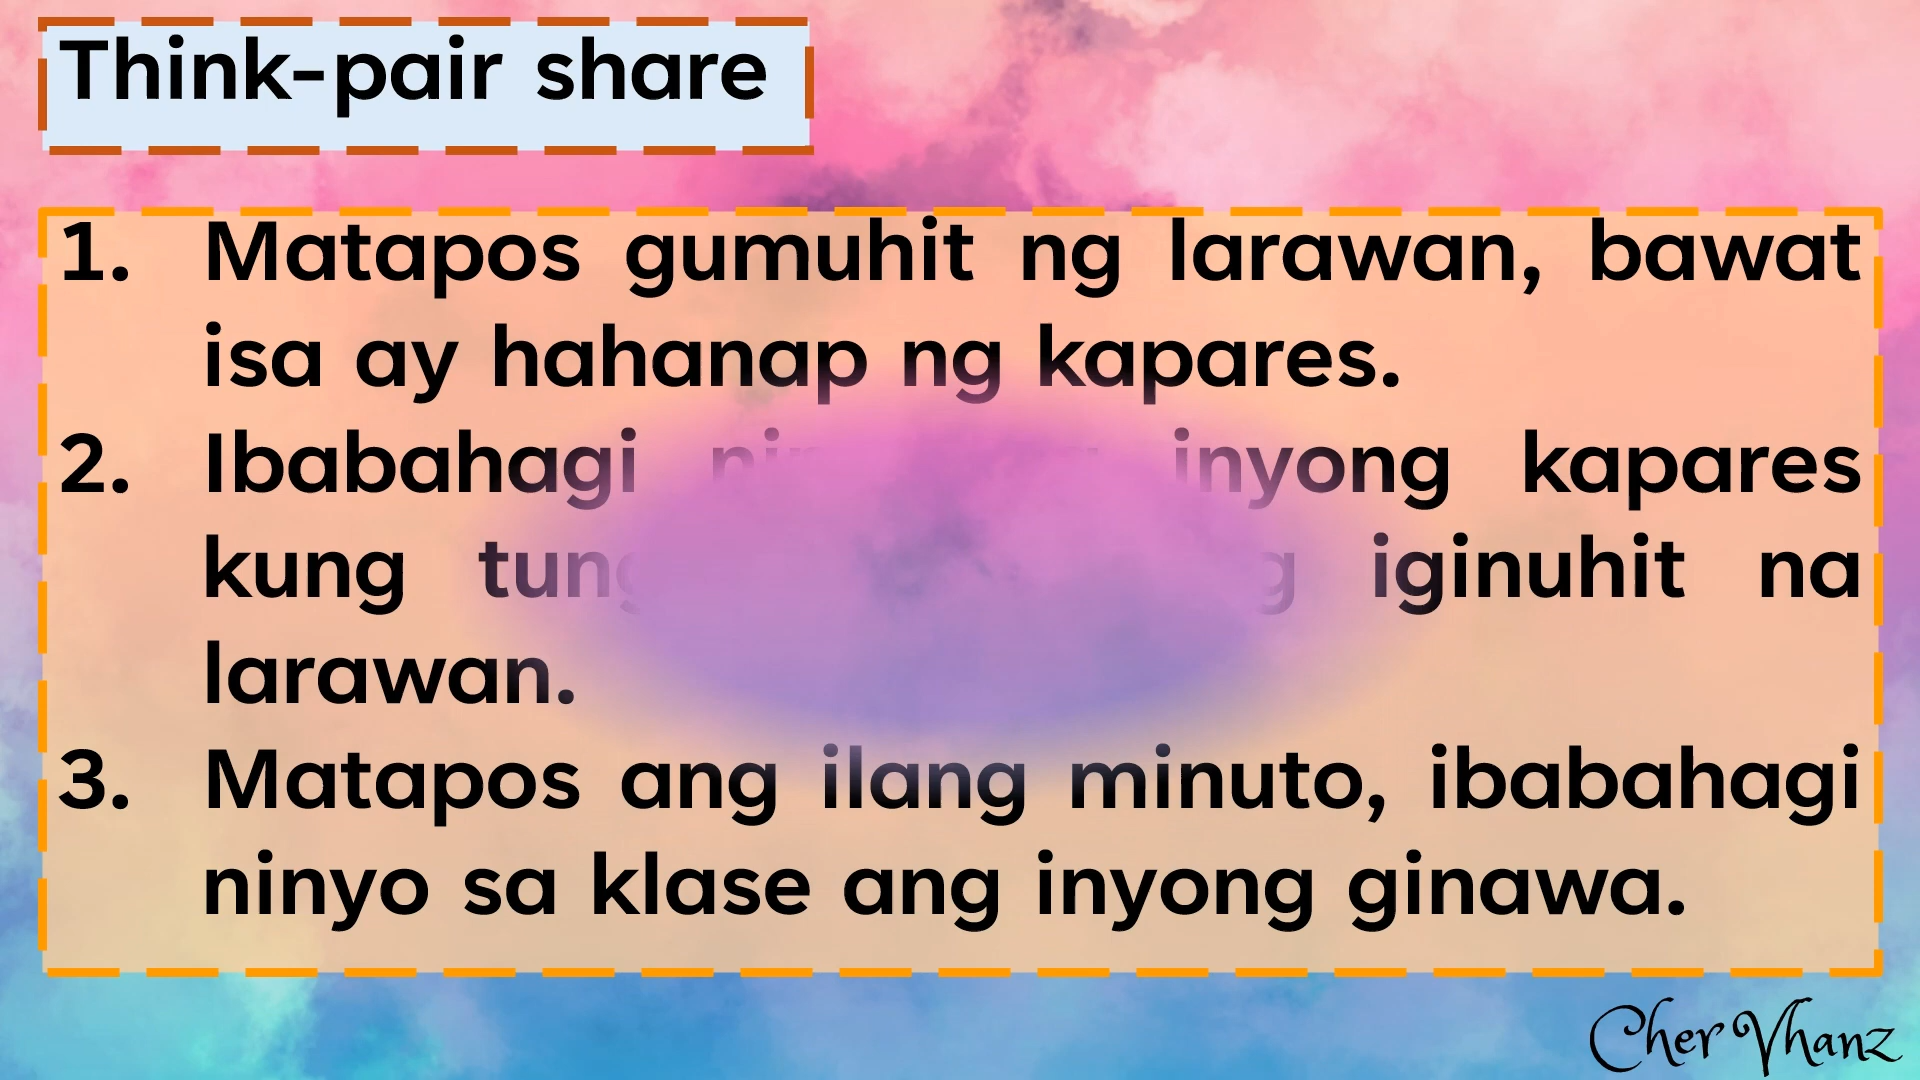 Think-pair share
1. Matapos gumuhit ng larawan, bawat
isa ay hahanap ng kapares.
2. Ibabahagi inyong kapares
kung iginuhit na
larawan.
3. Matapos ang ilang minuto, ibabahagi
ninyo sa klase ang inyong ginawa.
Cher Vhanz